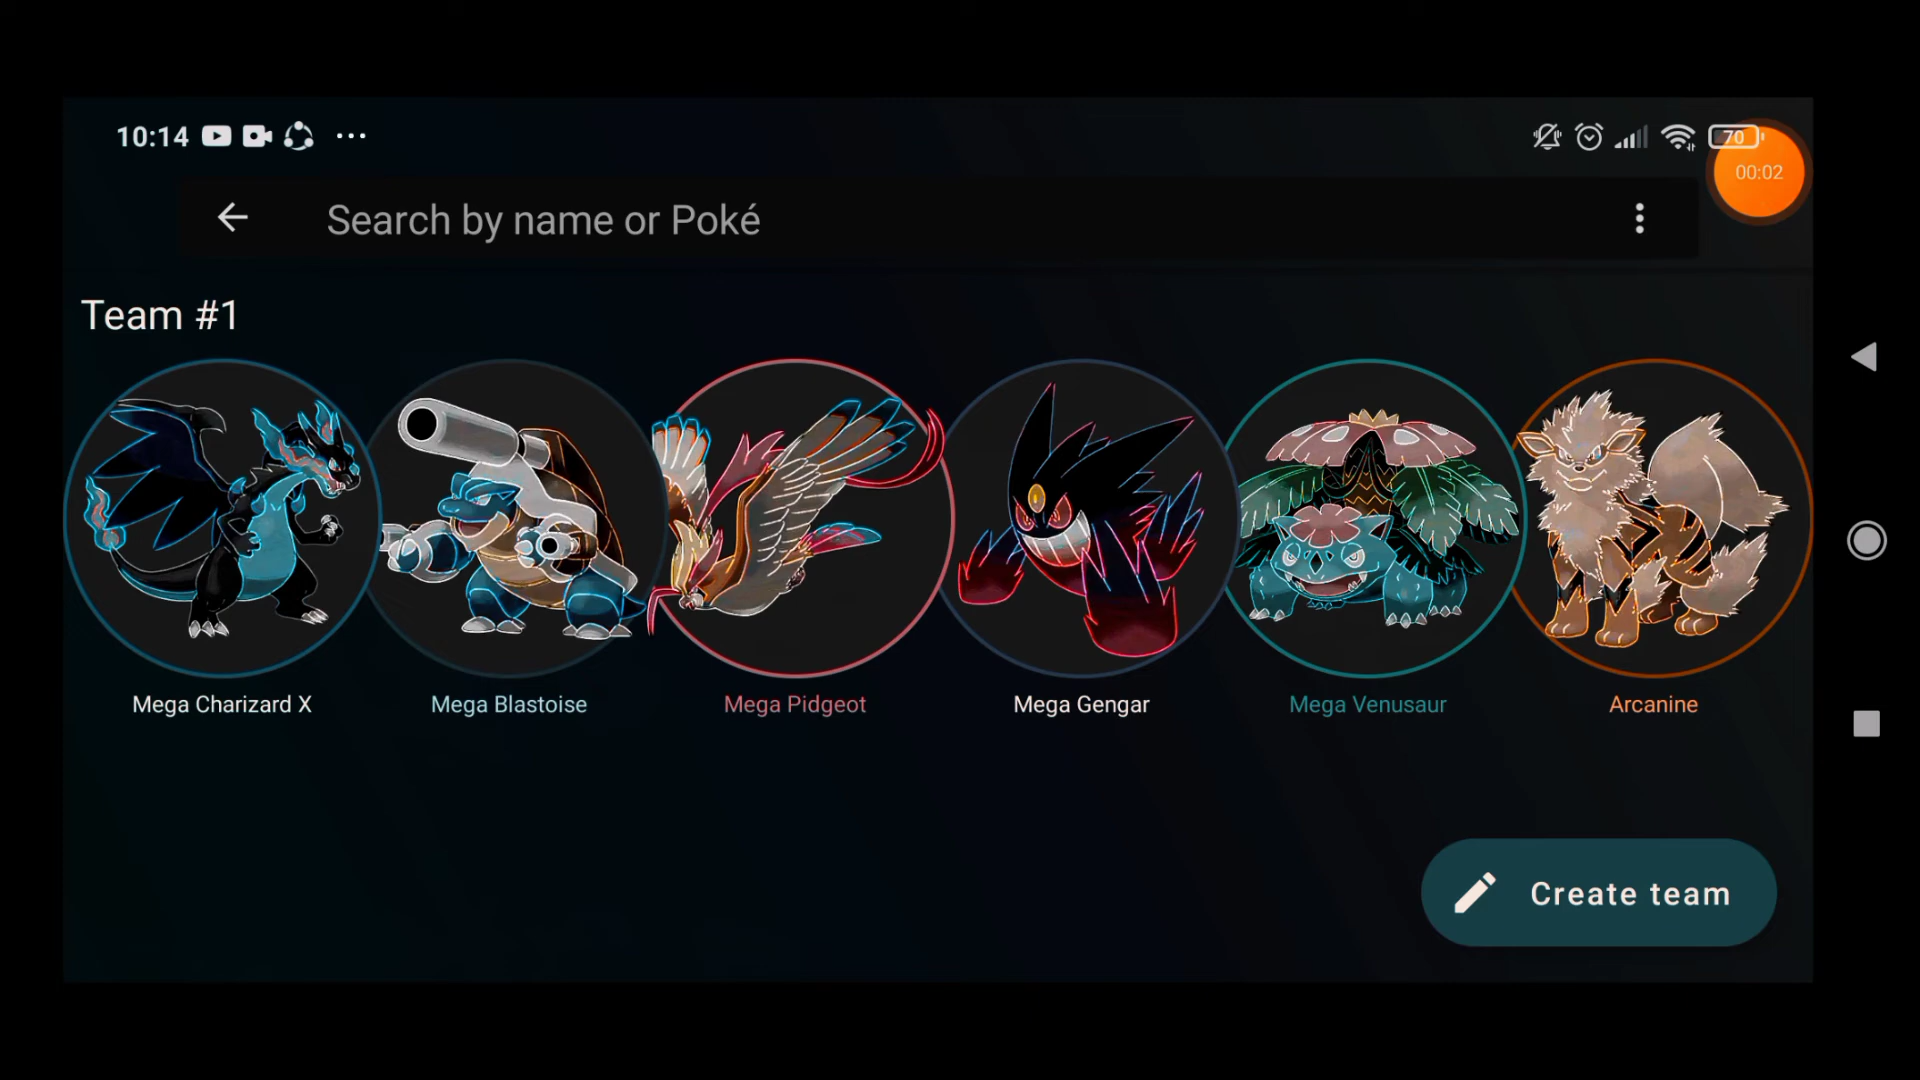 10:14
70
00:02
Search by name or Poké
Team #1
Mega Charizard X
Mega Blastoise
Mega Pidgeot
Mega Gengar
Mega Venusaur
Arcanine
Create team